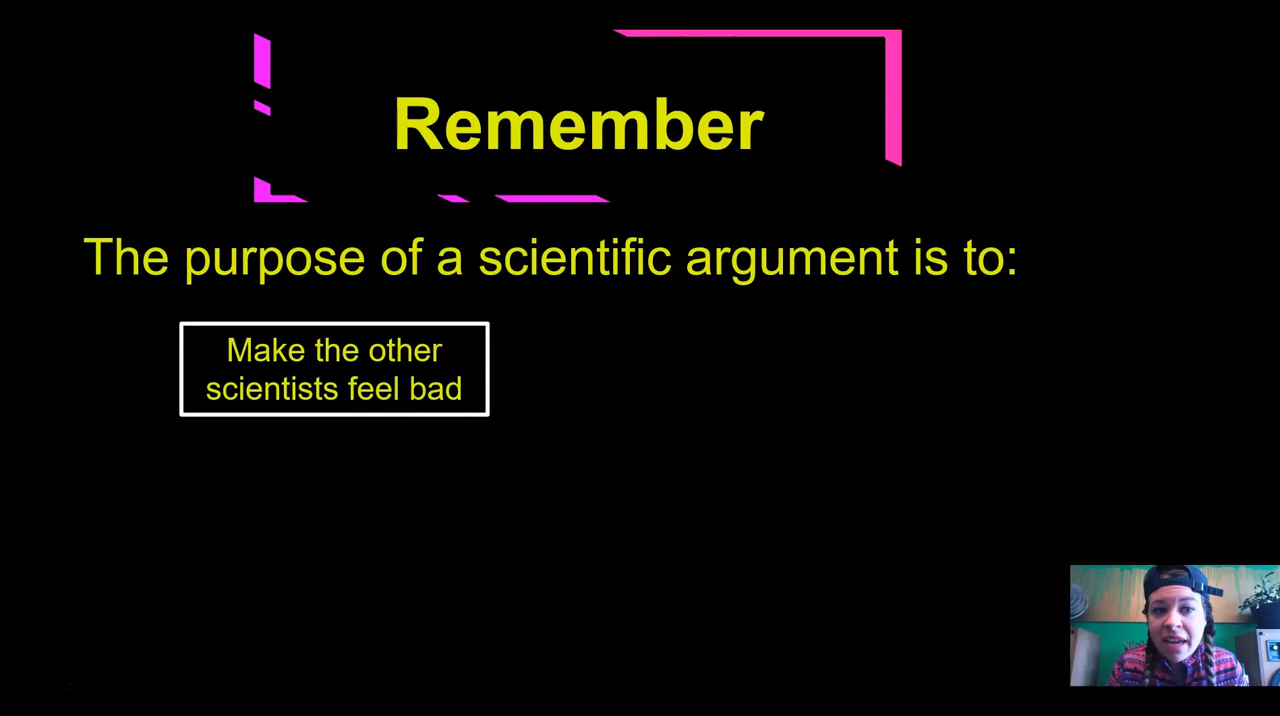 Remember
The purpose of a scientific argument is to:
Make the other
scientists feel bad